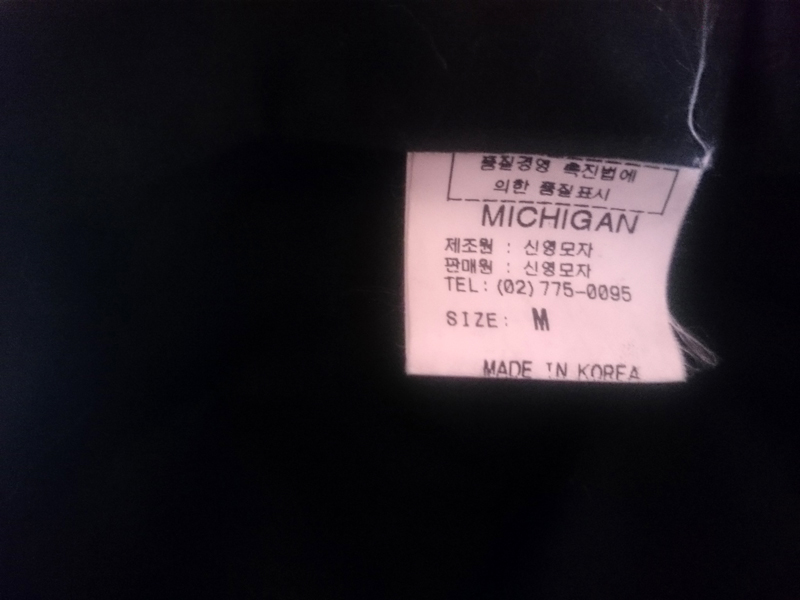 품질경영 촉진법에
의한 품질표시
MICHIGAN
제조원 : 신영모자
판매원 : 신영모자
TEL: (02) 775-0095
SIZE: M
MADE IN KOREA